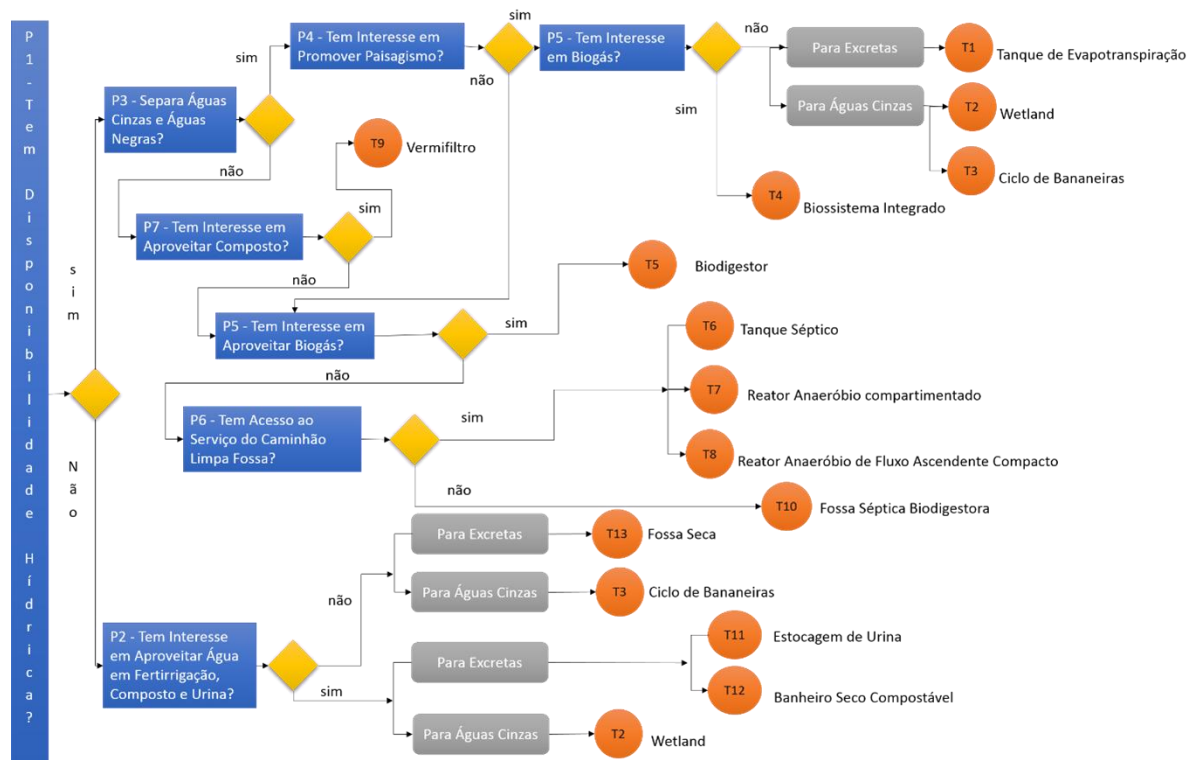 P1 - Tem Disponibilidade Hídrica?
sim
Não
P3 - Separa Águas
Cinzas e Águas
Negras?
sim
não
P4 - Tem Interesse em
Promover Paisagismo?
sim
não
P5 - Tem Interesse
em Biogás?
não
sim
Para Excretas
T1
Tanque de Evapotranspiração
Para Águas Cinzas
T2
Wetland
T3
Ciclo de Bananeiras
T4
Biossistema Integrado
T9
Vermifiltro
P7 - Tem Interesse em
Aproveitar Composto?
sim
não
P5 - Tem Interesse em
Aproveitar Biogás?
sim
não
T5
Biodigestor
P6 - Tem Acesso ao
Serviço do Caminhão
Limpa Fossa?
sim
não
T6
Tanque Séptico
T7
Reator Anaeróbio compartimentado
T8
Reator Anaeróbio de Fluxo Ascendente Compacto
T10
Fossa Séptica Biodigestora
P2 - Tem Interesse
em Aproveitar Água
em Fertirrigação,
Composto e Urina?
não
sim
Para Excretas
T13
Fossa Seca
Para Águas Cinzas
T3
Ciclo de Bananeiras
Para Excretas
T11
Estocagem de Urina
T12
Banheiro Seco Compostável
Para Águas Cinzas
T2
Wetland